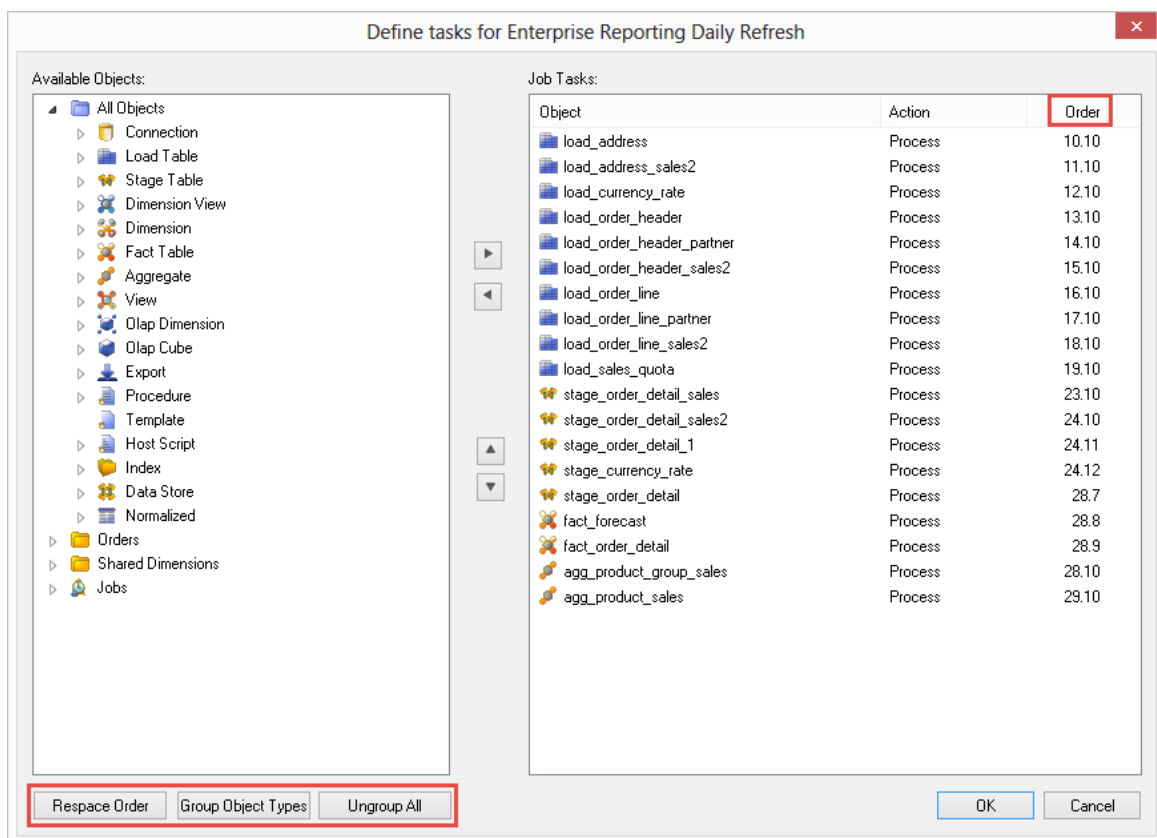 Define tasks for Enterprise Reporting Daily Refresh
Available Objects:
All Objects
Connection
Load Table
Stage Table
Dimension View
Dimension
Fact Table
Aggregate
View
Olap Dimension
Olap Cube
Export
Procedure
Template
Host Script
Index
Data Store
Normalized
Orders
Shared Dimensions
Jobs
Job Tasks:
Object Action Order
load_address Process 10.10
load_address_sales2 Process 11.10
load_currency_rate Process 12.10
load_order_header Process 13.10
load_order_header_partner Process 14.10
load_order_header_sales2 Process 15.10
load_order_line Process 16.10
load_order_line_partner Process 17.10
load_order_line_sales2 Process 18.10
load_sales_quota Process 19.10
stage_order_detail_sales Process 23.10
stage_order_detail_sales2 Process 24.10
stage_order_detail_1 Process 24.11
stage_currency_rate Process 24.12
stage_order_detail Process 28.7
fact_forecast Process 28.8
fact_order_detail Process 28.9
agg_product_group_sales Process 28.10
agg_product_sales Process 29.10
Respace Order Group Object Types Ungroup All OK Cancel